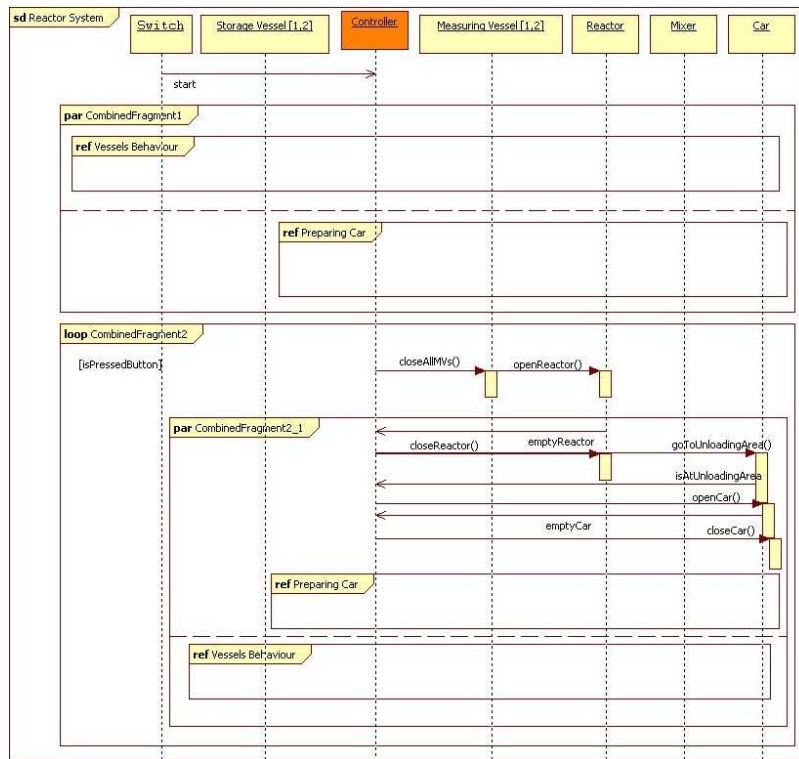 sd Reactor System
Switch
Storage Vessel [1,2]
Controller
Measuring Vessel [1,2]
Reactor
Mixer
Car
start
par CombinedFragment1
ref Vessels Behaviour
ref Preparing Car
loop CombinedFragment2
[isPressedButton]
closeAllMVs()
openReactor()
par CombinedFragment2_1
closeReactor()
emptyReactor
goToUnloadingArea()
isAtUnloadingArea
openCar()
emptyCar
closeCar()
ref Preparing Car
ref Vessels Behaviour